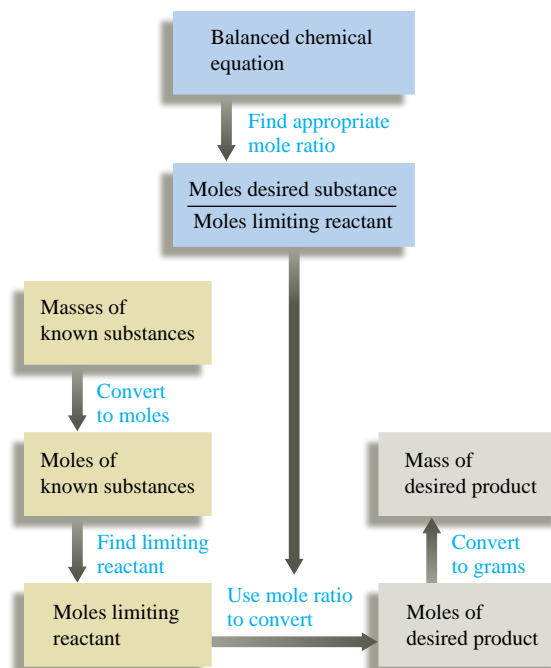 Balanced chemical
equation
Find appropriate
mole ratio
Moles desired substance
Moles limiting reactant
Masses of
known substances
Convert
to moles
Moles of
known substances
Find limiting
reactant
Moles limiting
reactant
Use mole ratio
to convert
Mass of
desired product
Convert
to grams
Moles of
desired product